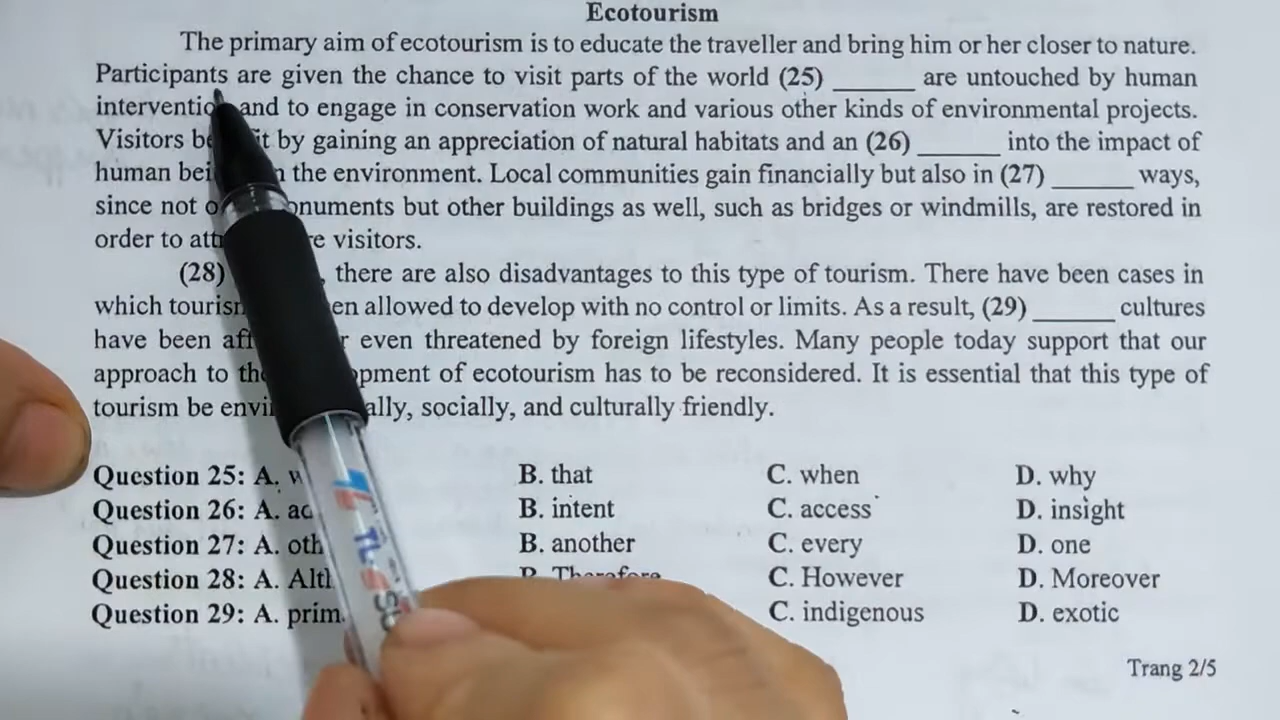 Ecotourism
The primary aim of ecotourism is to educate the traveller and bring him or her closer to nature.
Participants are given the chance to visit parts of the world (25) ______ are untouched by human
and to engage in conservation work and various other kinds of environmental projects.
Visitors by gaining an appreciation of natural habitats and an (26) ______ into the impact of
human the environment. Local communities gain financially but also in (27) ______ ways,
since not but other buildings as well, such as bridges or windmills, are restored in
order to visitors.
(28) , there are also disadvantages to this type of tourism. There have been cases in
which allowed to develop with no control or limits. As a result, (29) ______ cultures
have been even threatened by foreign lifestyles. Many people today support that our
approach to of ecotourism has to be reconsidered. It is essential that this type of
tourism be socially, and culturally friendly.
Question 25: A. B. that C. when D. why
Question 26: A. B. intent C. access D. insight
Question 27: A. B. another C. every D. one
Question 28: A. B. Therefore C. However D. Moreover
Question 29: A. C. indigenous D. exotic
Trang 2/5